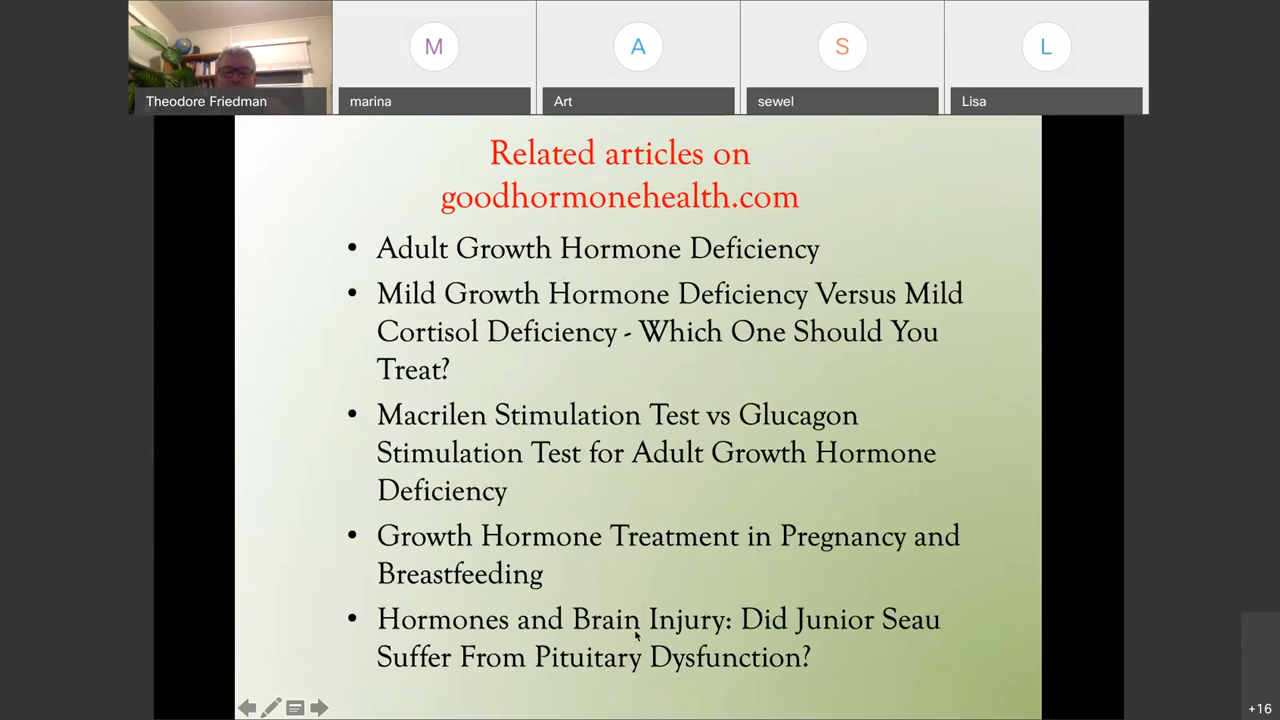 M
A
S
L
Theodore Friedman
marina
Art
sewel
Lisa
Related articles on
goodhormonehealth.com
• Adult Growth Hormone Deficiency
• Mild Growth Hormone Deficiency Versus Mild
Cortisol Deficiency - Which One Should You
Treat?
• Macrilen Stimulation Test vs Glucagon
Stimulation Test for Adult Growth Hormone
Deficiency
• Growth Hormone Treatment in Pregnancy and
Breastfeeding
• Hormones and Brain Injury: Did Junior Seau
Suffer From Pituitary Dysfunction?
+16